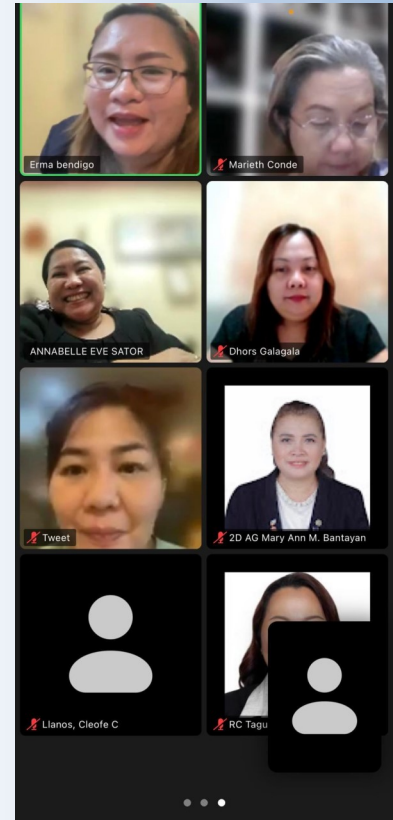 Erma bendigo
Marieth Conde
ANNABELLE EVE SATOR
Dhors Galagala
Tweet
2D AG Mary Ann M. Bantayan
Llanos, Cleofe C
RC Tagu